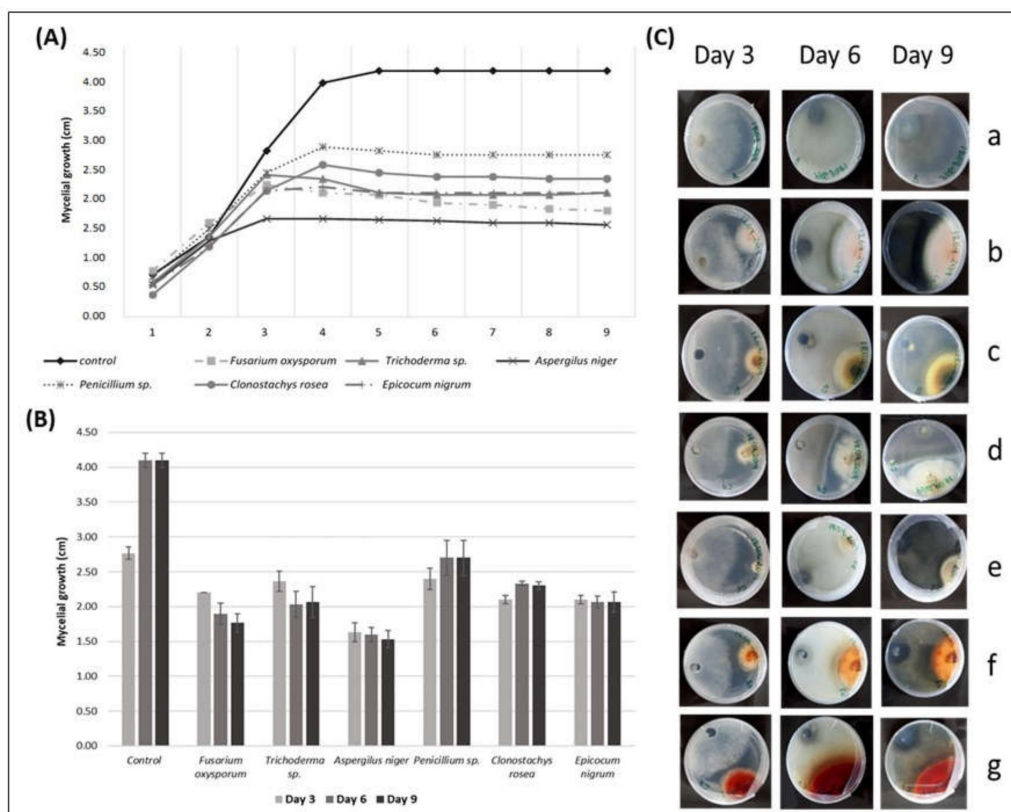 (A)
4.50
4.00
3.50
3.00
2.50
2.00
1.50
1.00
0.50
0.00
Mycelial growth (cm)
1 2 3 4 5 6 7 8 9
control Fusarium oxysporum Trichoderma sp. Aspergilus niger
Penicillium sp. Clonostachys rosea Epicocum nigrum
(B)
4.50
4.00
3.50
3.00
2.50
2.00
1.50
1.00
0.50
0.00
Mycelial growth (cm)
Control Fusarium oxysporum Trichoderma sp. Aspergilus niger Penicillium sp. Clonostachys rosea Epicocum nigrum
Day 3 Day 6 Day 9
(C)
Day 3 Day 6 Day 9
a
b
c
d
e
f
g